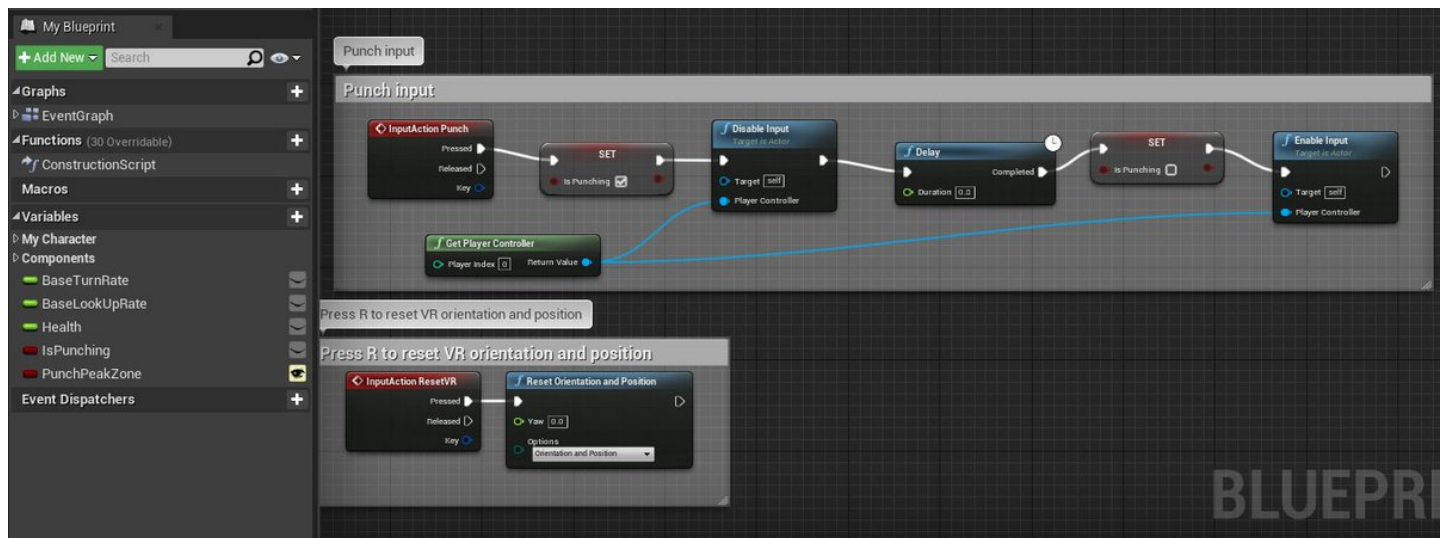 My Blueprint
Add New
Search
Graphs
EventGraph
Functions (30 Overridable)
ConstructionScript
Macros
Variables
My Character
Components
BaseTurnRate
BaseLookUpRate
Health
IsPunching
PunchPeakZone
Event Dispatchers
Punch input
Punch input
InputAction Punch
Pressed
Released
Key
SET
Is Punching
Disable Input
Target is Actor
Target self
Player Controller
Delay
Completed
Duration 0.0
SET
Is Punching
Enable Input
Target is Actor
Target self
Player Controller
Get Player Controller
Player Index 0 Return Value
Press R to reset VR orientation and position
Press R to reset VR orientation and position
InputAction ResetVR
Pressed
Released
Key
Reset Orientation and Position
Yaw 0.0
Options
Orientation and Position
BLUEPRI